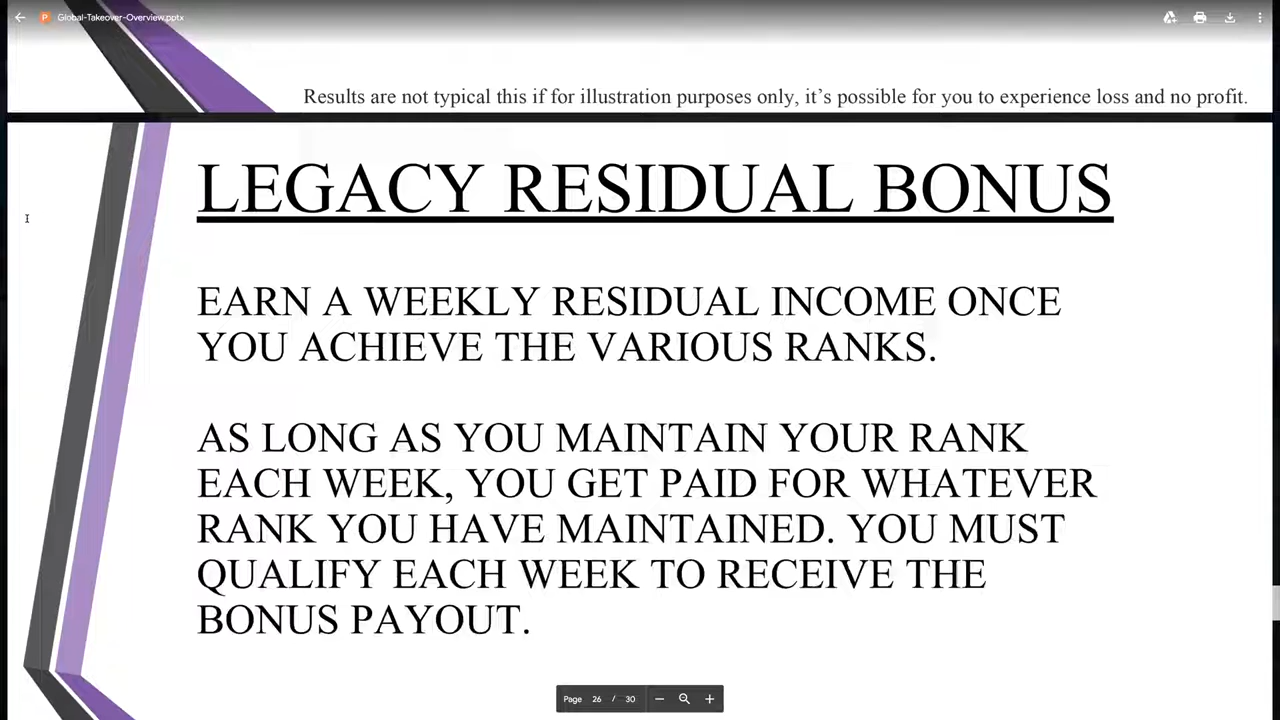 P Global-Takeover-Overview.pptx
Results are not typical this if for illustration purposes only, it’s possible for you to experience loss and no profit.
LEGACY RESIDUAL BONUS
EARN A WEEKLY RESIDUAL INCOME ONCE
YOU ACHIEVE THE VARIOUS RANKS.
AS LONG AS YOU MAINTAIN YOUR RANK
EACH WEEK, YOU GET PAID FOR WHATEVER
RANK YOU HAVE MAINTAINED. YOU MUST
QUALIFY EACH WEEK TO RECEIVE THE
BONUS PAYOUT.
Page 26 / 30